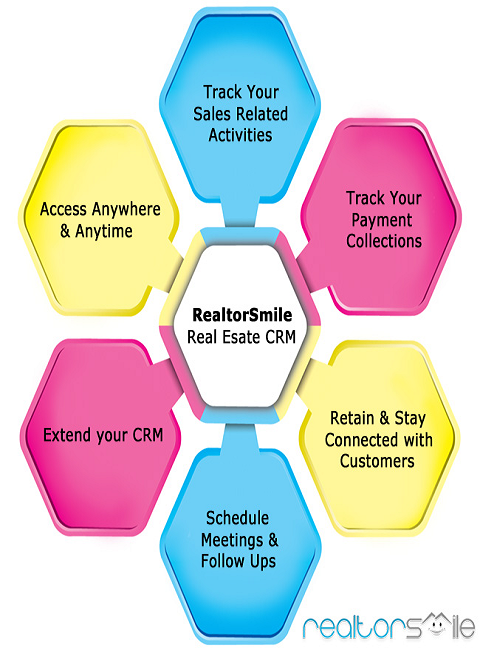 Track Your
Sales Related
Activities
Access Anywhere
& Anytime
Track Your
Payment
Collections
RealtorSmile
Real Esate CRM
Extend your CRM
Retain & Stay
Connected with
Customers
Schedule
Meetings &
Follow Ups
realtorsmile